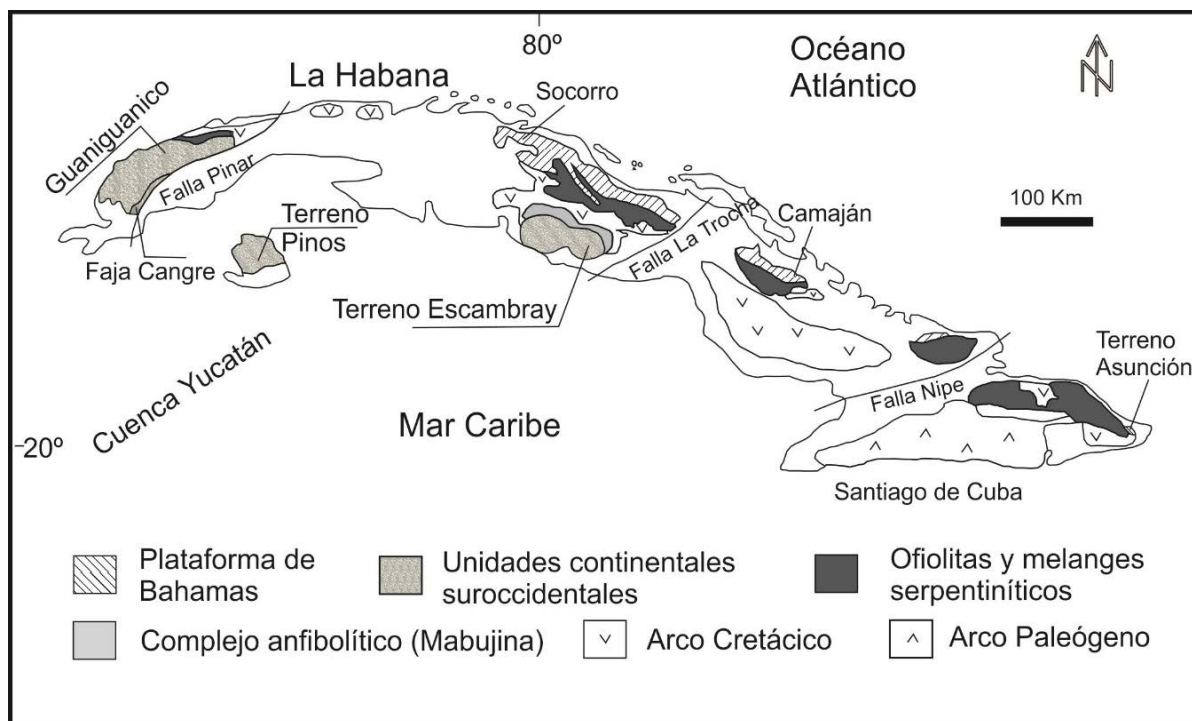 80º
Océano
Atlántico
N
La Habana
Socorro
Guaniguanico
Falla Pinar
100 Km
Terreno
Pinos
Camaján
Falla La Trocha
Faja Cangre
Terreno Escambray
Terreno
Asunción
Cuenca Yucatán
Falla Nipe
Mar Caribe
20º
Santiago de Cuba
Plataforma de
Bahamas
Unidades continentales
suroccidentales
Ofiolitas y melanges
serpentiníticos
Complejo anfibolítico (Mabujina)
Arco Cretácico
Arco Paleógeno